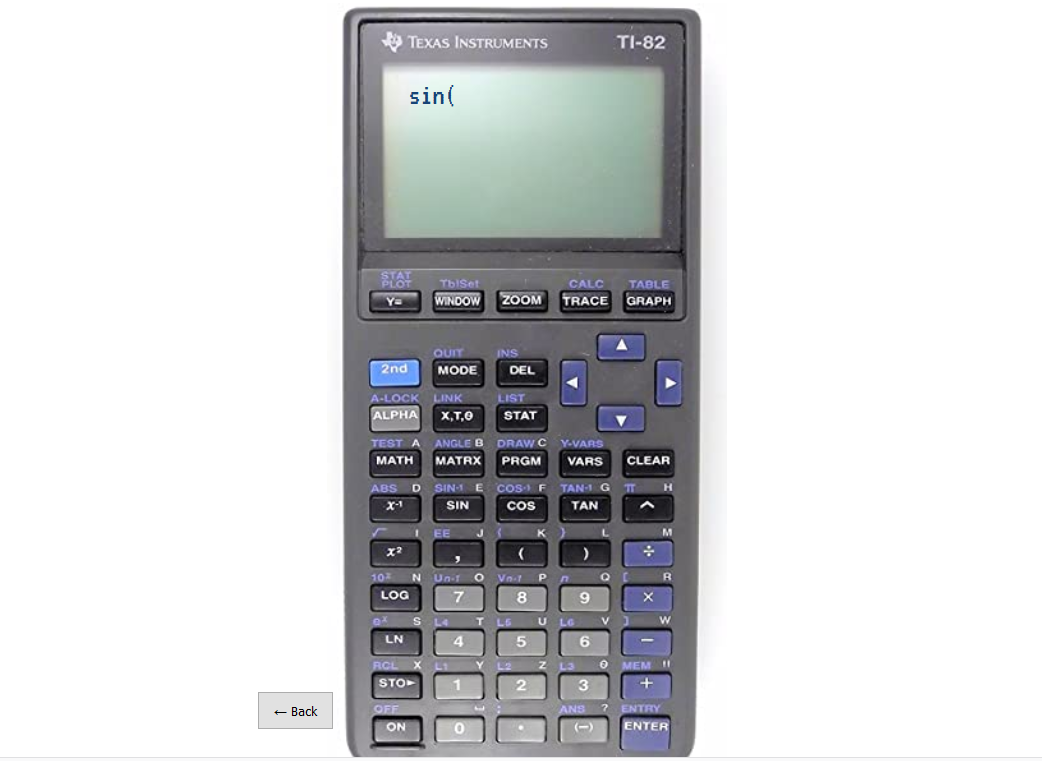 TEXAS INSTRUMENTS TI-82
sin(
STAT PLOT TblSet CALC TABLE
Y= WINDOW ZOOM TRACE GRAPH
▲
QUIT INS
2nd MODE DEL ◀ ▶
A-LOCK LINK LIST
ALPHA X,T,θ STAT ▼
TEST A ANGLE B DRAW C Y-VARS
MATH MATRX PRGM VARS CLEAR
ABS D SIN-1 E COS-1 F TAN-1 G π H
x-1 SIN COS TAN ^
√ I EE J { K } L M
x² , ( ) ÷
10ˣ N Un-1 O Vn-1 P n Q [ R
LOG 7 8 9 ×
eˣ S L4 T L5 U L6 V ] W
LN 4 5 6 −
RCL X L1 Y L2 Z L3 θ MEM "
STO► 1 2 3 +
OFF ␣ : ANS ? ENTRY
ON 0 . (−) ENTER
← Back